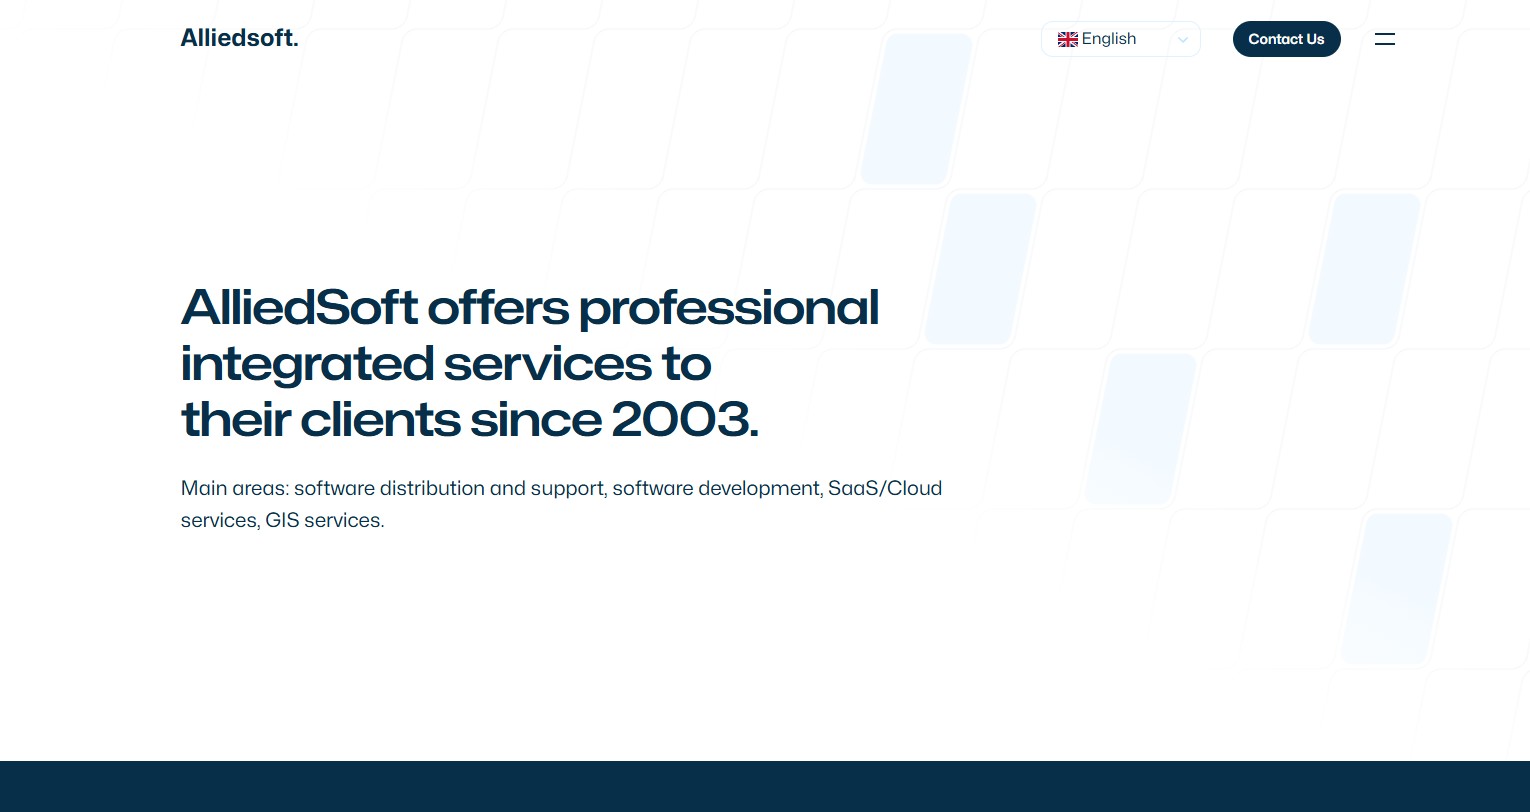 Alliedsoft.
English
Contact Us
AlliedSoft offers professional
integrated services to
their clients since 2003.
Main areas: software distribution and support, software development, SaaS/Cloud
services, GIS services.